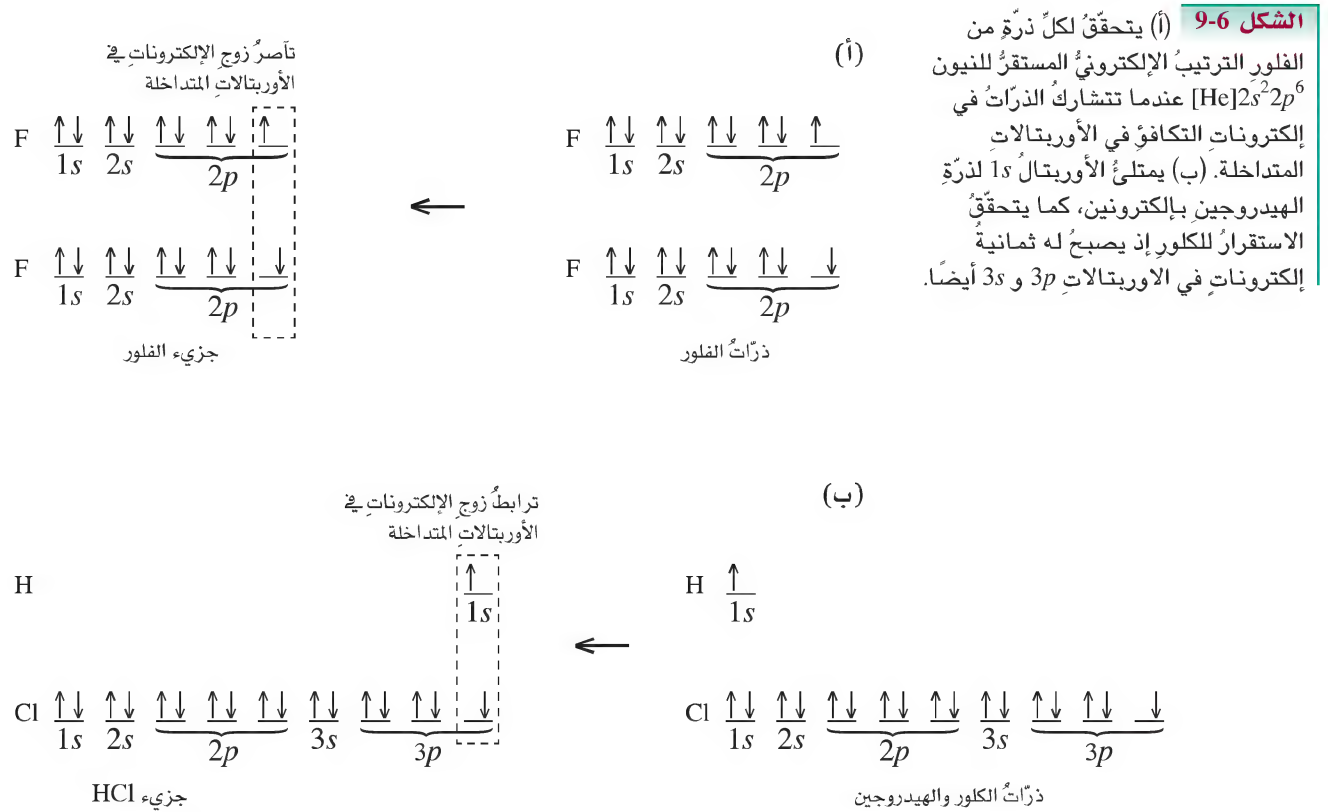 الشكل 6-9 (أ) يتحقّقُ لكلِّ ذرّةٍ من
الفلورِ الترتيبُ الإلكترونيُّ المستقرُّ للنيون
[He]2s²2p⁶ عندما تتشاركُ الذرّاتُ في
إلكتروناتِ التكافؤِ في الأوربتالاتِ
المتداخلة. (ب) يمتلئُ الأوربتالُ 1s لذرّةِ
الهيدروجينِ بإلكترونين، كما يتحقّقُ
الاستقرارُ للكلورِ إذ يصبحُ له ثمانيةُ
إلكتروناتٍ في الاوربتالاتِ 3p و 3s أيضًا.
(أ)
F ↑↓ ↑↓ ↑↓ ↑↓ ↑
1s 2s 2p
F ↑↓ ↑↓ ↑↓ ↑↓ ↓
1s 2s 2p
ذرّاتُ الفلور
←
تآصرُ زوجِ الإلكتروناتِ في
الأوربتالاتِ المتداخلة
F ↑↓ ↑↓ ↑↓ ↑↓ ↑
1s 2s 2p
F ↑↓ ↑↓ ↑↓ ↑↓ ↓
1s 2s 2p
جزيء الفلور
(ب)
H ↑
1s
Cl ↑↓ ↑↓ ↑↓ ↑↓ ↑↓ ↑↓ ↑↓ ↑↓ ↓
1s 2s 2p 3s 3p
ذرّاتُ الكلور والهيدروجين
←
ترابطُ زوجِ الإلكتروناتِ في
الأوربتالاتِ المتداخلة
H ↑
1s
Cl ↑↓ ↑↓ ↑↓ ↑↓ ↑↓ ↑↓ ↑↓ ↑↓ ↓
1s 2s 2p 3s 3p
جزيء HCl